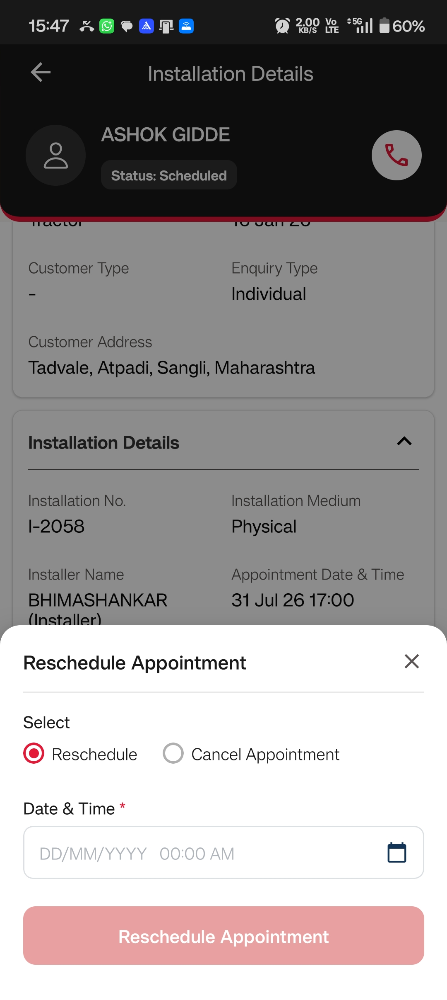 15:47 2.00 KB/S Vo LTE 5G 60%
Installation Details
ASHOK GIDDE
Status: Scheduled
Tractor
Customer Type Enquiry Type
- Individual
Customer Address
Tadvale, Atpadi, Sangli, Maharashtra
Installation Details
Installation No. Installation Medium
I-2058 Physical
Installer Name Appointment Date & Time
BHIMASHANKAR 31 Jul 26 17:00
(Installer)
Reschedule Appointment
Select
Reschedule Cancel Appointment
Date & Time *
DD/MM/YYYY 00:00 AM
Reschedule Appointment